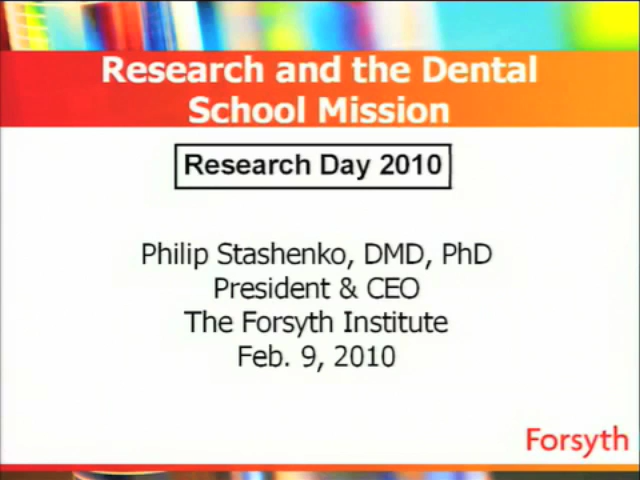 Research and the Dental
School Mission
Research Day 2010
Philip Stashenko, DMD, PhD
President & CEO
The Forsyth Institute
Feb. 9, 2010
Forsyth